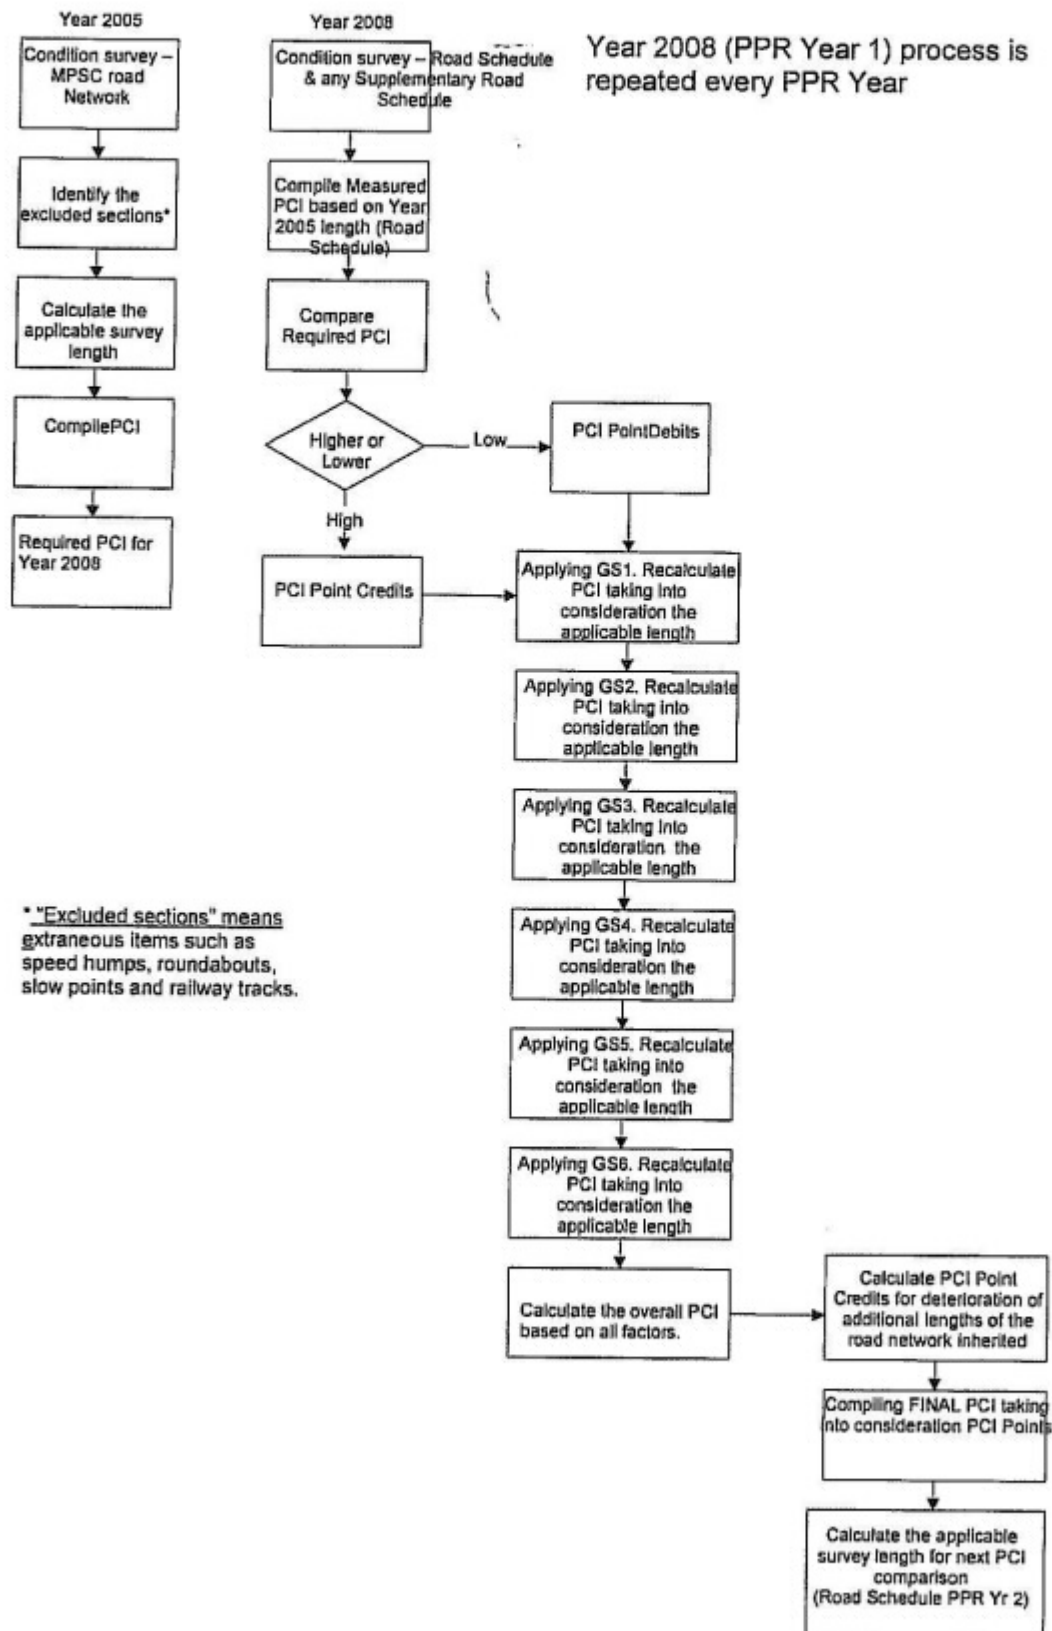 Year 2005
Condition survey –
MPSC road
Network
Identify the
excluded sections*
Calculate the
applicable survey
length
CompilePCI
Required PCI for
Year 2008
Year 2008
Condition survey – Road Schedule
& any Supplementary Road
Schedule
Compile Measured
PCI based on Year
2005 length (Road
Schedule)
Compare
Required PCI
Higher or
Lower
Low
High
PCI Point Credits
PCI PointDebits
Year 2008 (PPR Year 1) process is
repeated every PPR Year
Applying GS1. Recalculate
PCI taking into
consideration the
applicable length
Applying GS2. Recalculate
PCI taking into
consideration the
applicable length
Applying GS3. Recalculate
PCI taking into
consideration the
applicable length
Applying GS4. Recalculate
PCI taking into
consideration the
applicable length
Applying GS5. Recalculate
PCI taking into
consideration the
applicable length
Applying GS6. Recalculate
PCI taking into
consideration the
applicable length
Calculate the overall PCI
based on all factors.
Calculate PCI Point
Credits for deterioration of
additional lengths of the
road network inherited
Compiling FINAL PCI taking
into consideration PCI Points
Calculate the applicable
survey length for next PCI
comparison
(Road Schedule PPR Yr 2)
* "Excluded sections" means
extraneous items such as
speed humps, roundabouts,
slow points and railway tracks.